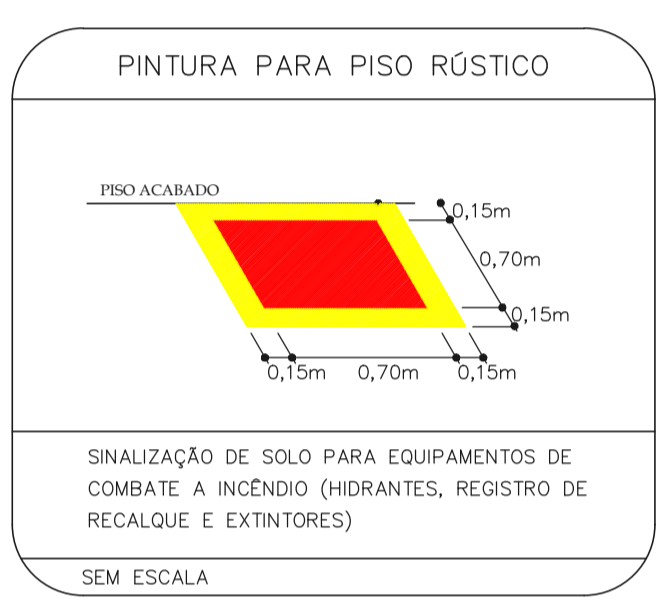 PINTURA PARA PISO RÚSTICO
PISO ACABADO
0,15m
0,70m
0,15m
0,15m 0,70m 0,15m
SINALIZAÇÃO DE SOLO PARA EQUIPAMENTOS DE
COMBATE A INCÊNDIO (HIDRANTES, REGISTRO DE
RECALQUE E EXTINTORES)
SEM ESCALA